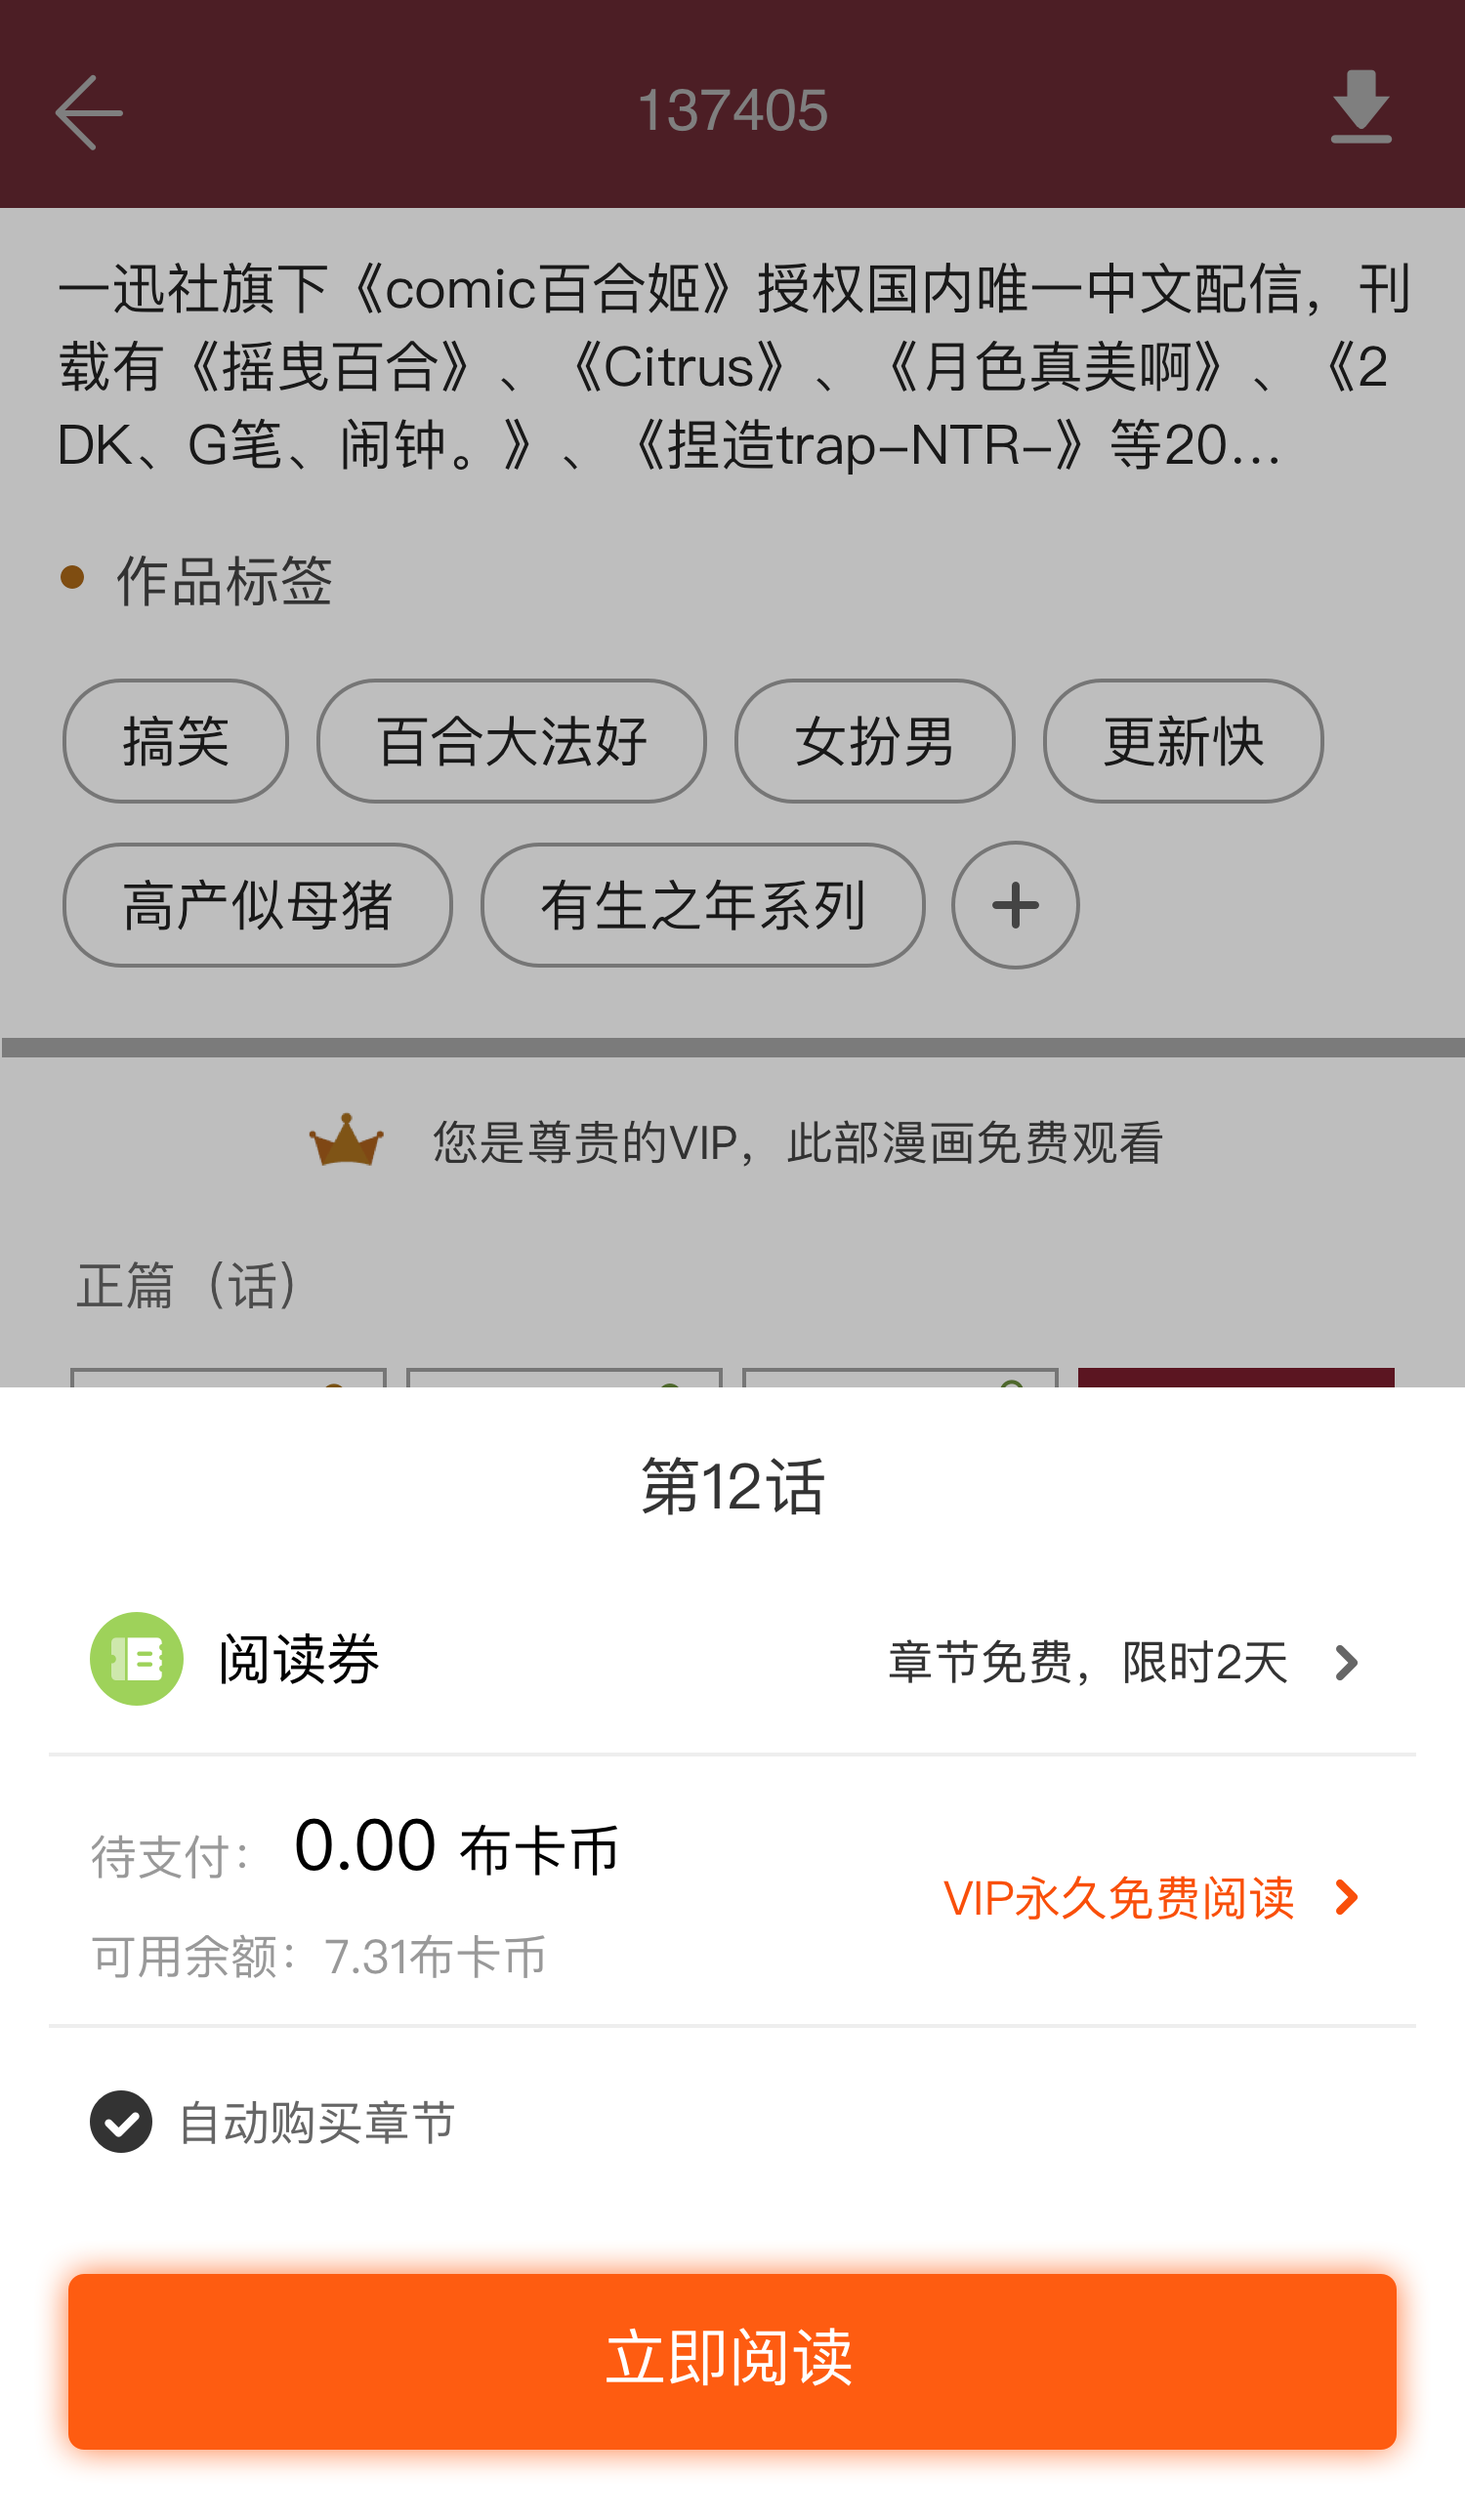 137405
一迅社旗下《comic百合姬》授权国内唯一中文配信，刊
载有《摇曳百合》、《Citrus》、《月色真美啊》、《2
DK、G笔、闹钟。》、《捏造trap-NTR-》等20...
作品标签
搞笑
百合大法好
女扮男
更新快
高产似母猪
有生之年系列
您是尊贵的VIP，此部漫画免费观看
正篇（话）
第12话
阅读券
章节免费，限时2天
待支付： 0.00 布卡币
VIP永久免费阅读
可用余额：7.31布卡币
自动购买章节
立即阅读